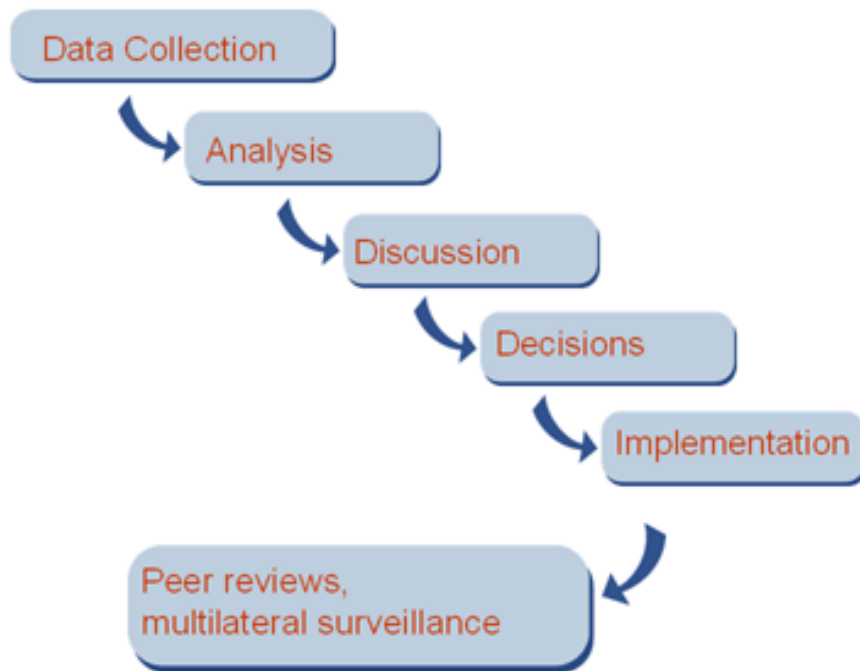 Data Collection
Analysis
Discussion
Decisions
Implementation
Peer reviews,
multilateral surveillance